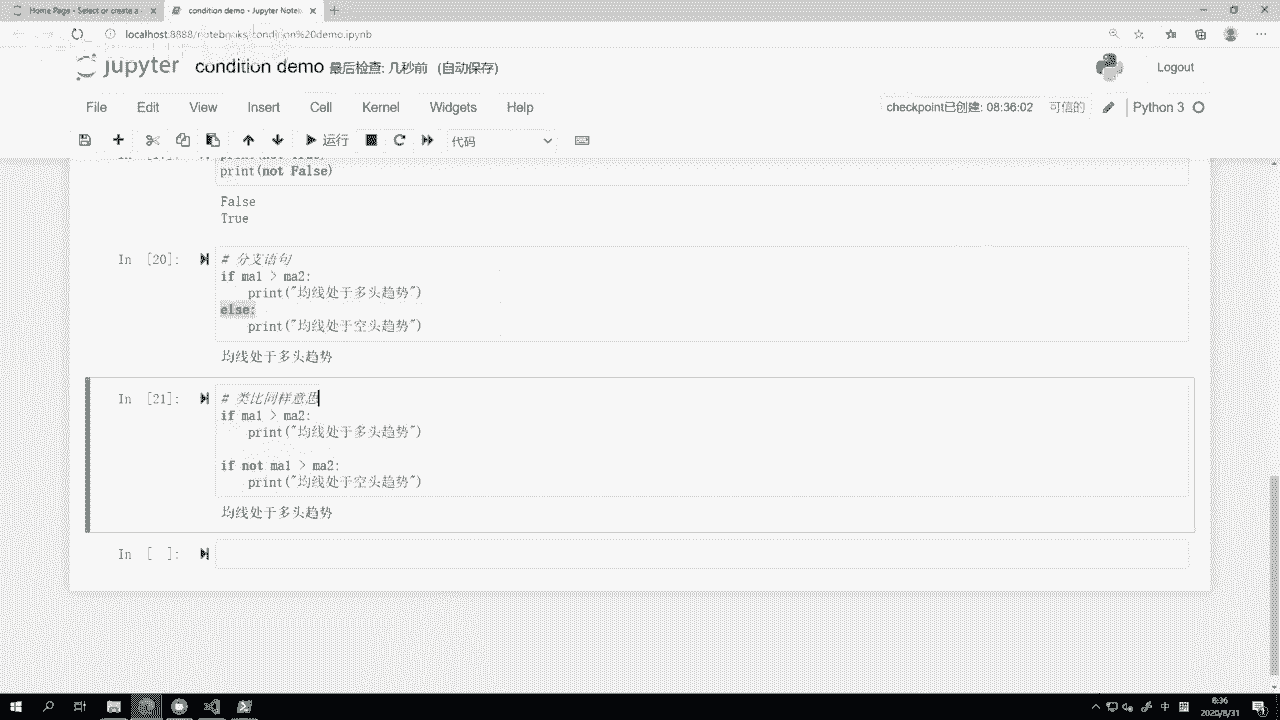 Home Page - Select or create a
condition demo - Jupyter Noteb
localhost:8888/notebooks/condition%20demo.ipynb
jupyter condition demo 最后检查: 几秒前 (自动保存) Logout
File Edit View Insert Cell Kernel Widgets Help checkpoint已创建: 08:36:02 可信的 Python 3
运行 代码
print(not False)
False
True
In [20]: # 分支语句
if ma1 > ma2:
print("均线处于多头趋势")
else:
print("均线处于空头趋势")
均线处于多头趋势
In [21]: # 类比同样意思
if ma1 > ma2:
print("均线处于多头趋势")
if not ma1 > ma2:
print("均线处于空头趋势")
均线处于多头趋势
In [ ]:
中
6:36
2020/8/31